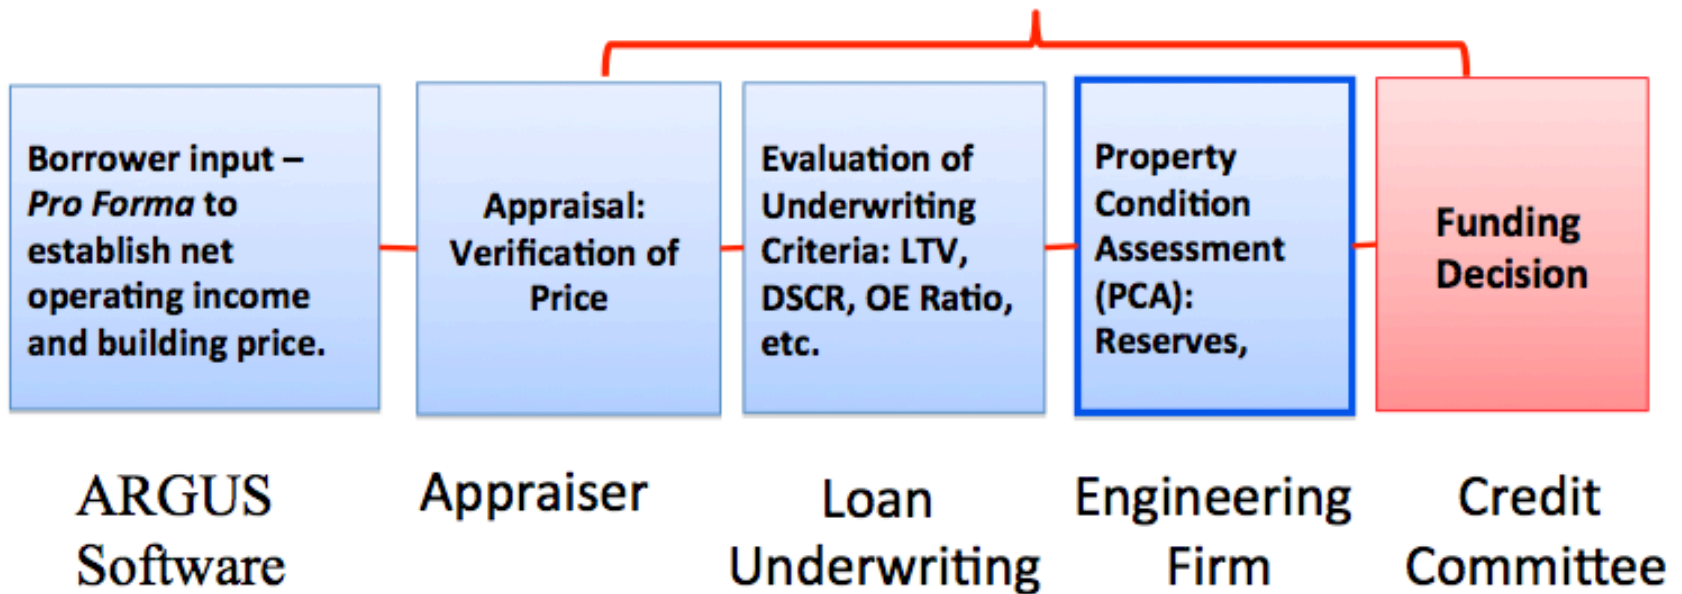 Borrower input –
Pro Forma to
establish net
operating income
and building price.
Appraisal:
Verification of
Price
Evaluation of
Underwriting
Criteria: LTV,
DSCR, OE Ratio,
etc.
Property
Condition
Assessment
(PCA):
Reserves,
Funding
Decision
ARGUS
Software
Appraiser
Loan
Underwriting
Engineering
Firm
Credit
Committee